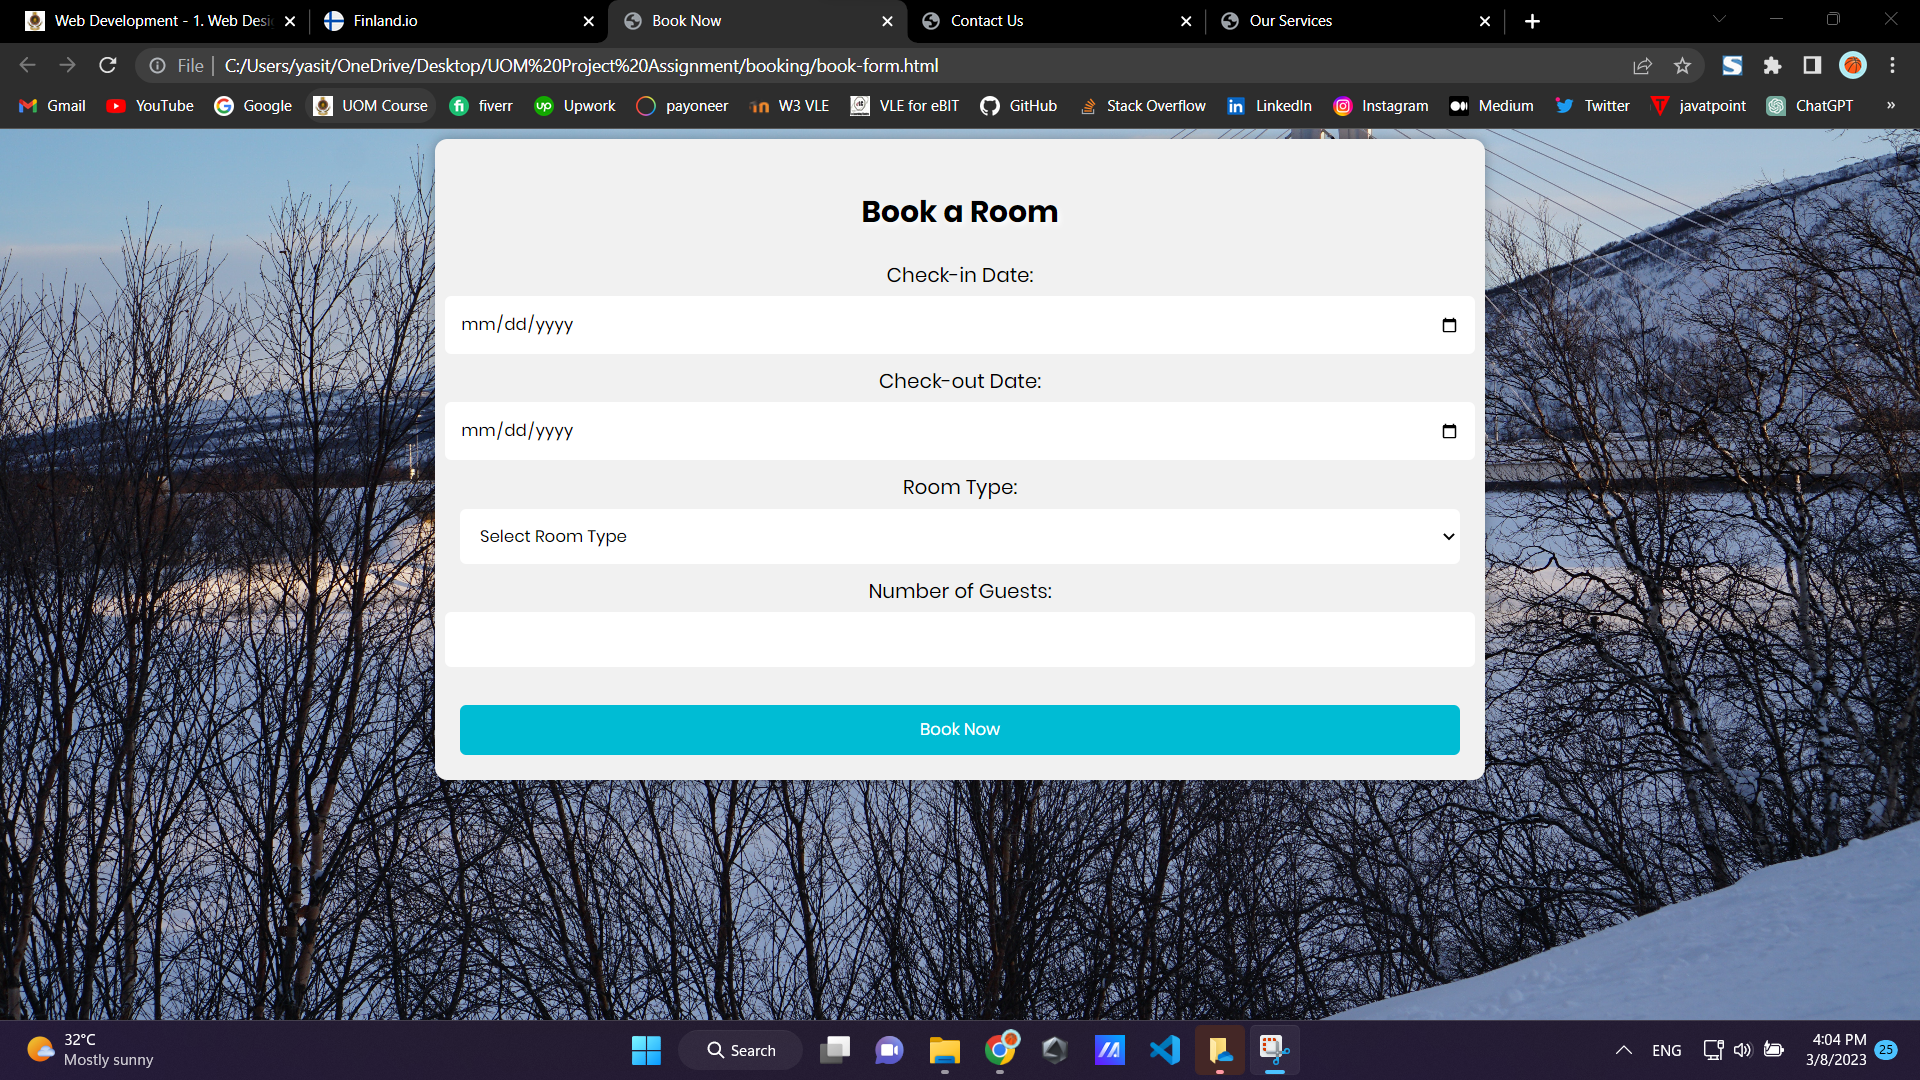 Web Development - 1. Web Desi
Finland.io
Book Now
Contact Us
Our Services
File
C:/Users/yasit/OneDrive/Desktop/UOM%20Project%20Assignment/booking/book-form.html
Gmail
YouTube
Google
UOM Course
fiverr
Upwork
payoneer
W3 VLE
VLE for eBIT
GitHub
Stack Overflow
LinkedIn
Instagram
Medium
Twitter
javatpoint
ChatGPT
»
Book a Room
Check-in Date:
mm/dd/yyyy
Check-out Date:
mm/dd/yyyy
Room Type:
Select Room Type
Number of Guests:
Book Now
32°C
Mostly sunny
Search
ENG
4:04 PM
3/8/2023
25